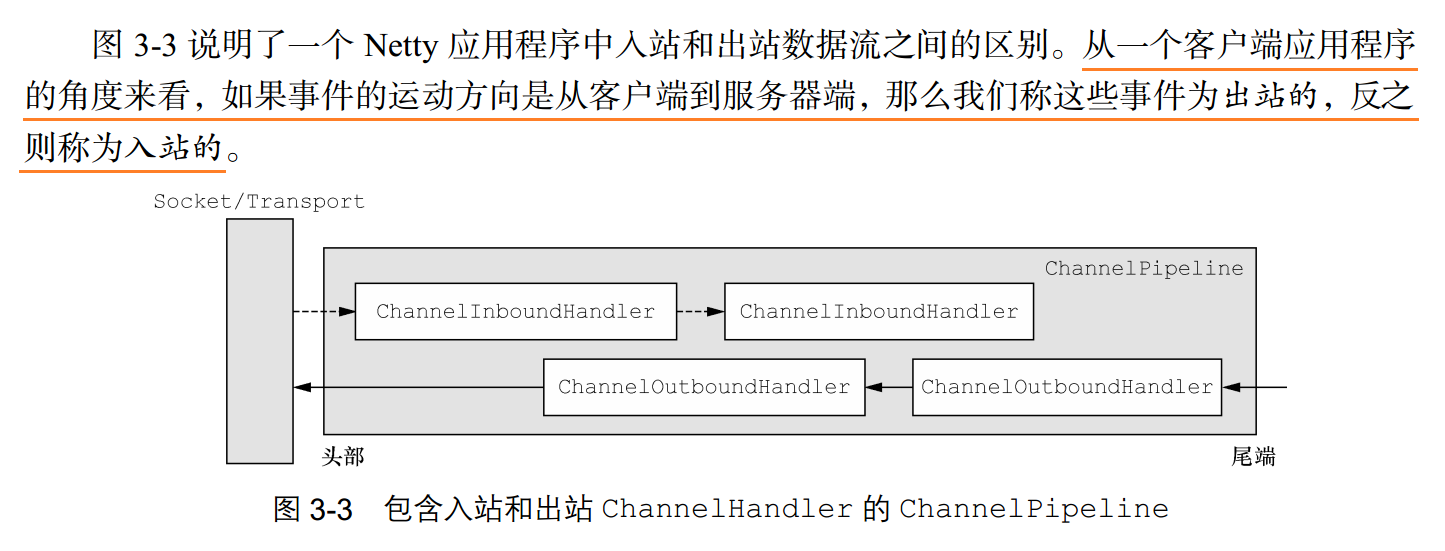 图 3-3 说明了一个 Netty 应用程序中入站和出站数据流之间的区别。从一个客户端应用程序
的角度来看，如果事件的运动方向是从客户端到服务器端，那么我们称这些事件为出站的，反之
则称为入站的。
Socket/Transport
ChannelPipeline
ChannelInboundHandler
ChannelInboundHandler
ChannelOutboundHandler
ChannelOutboundHandler
头部
尾端
图 3-3 包含入站和出站 ChannelHandler 的 ChannelPipeline